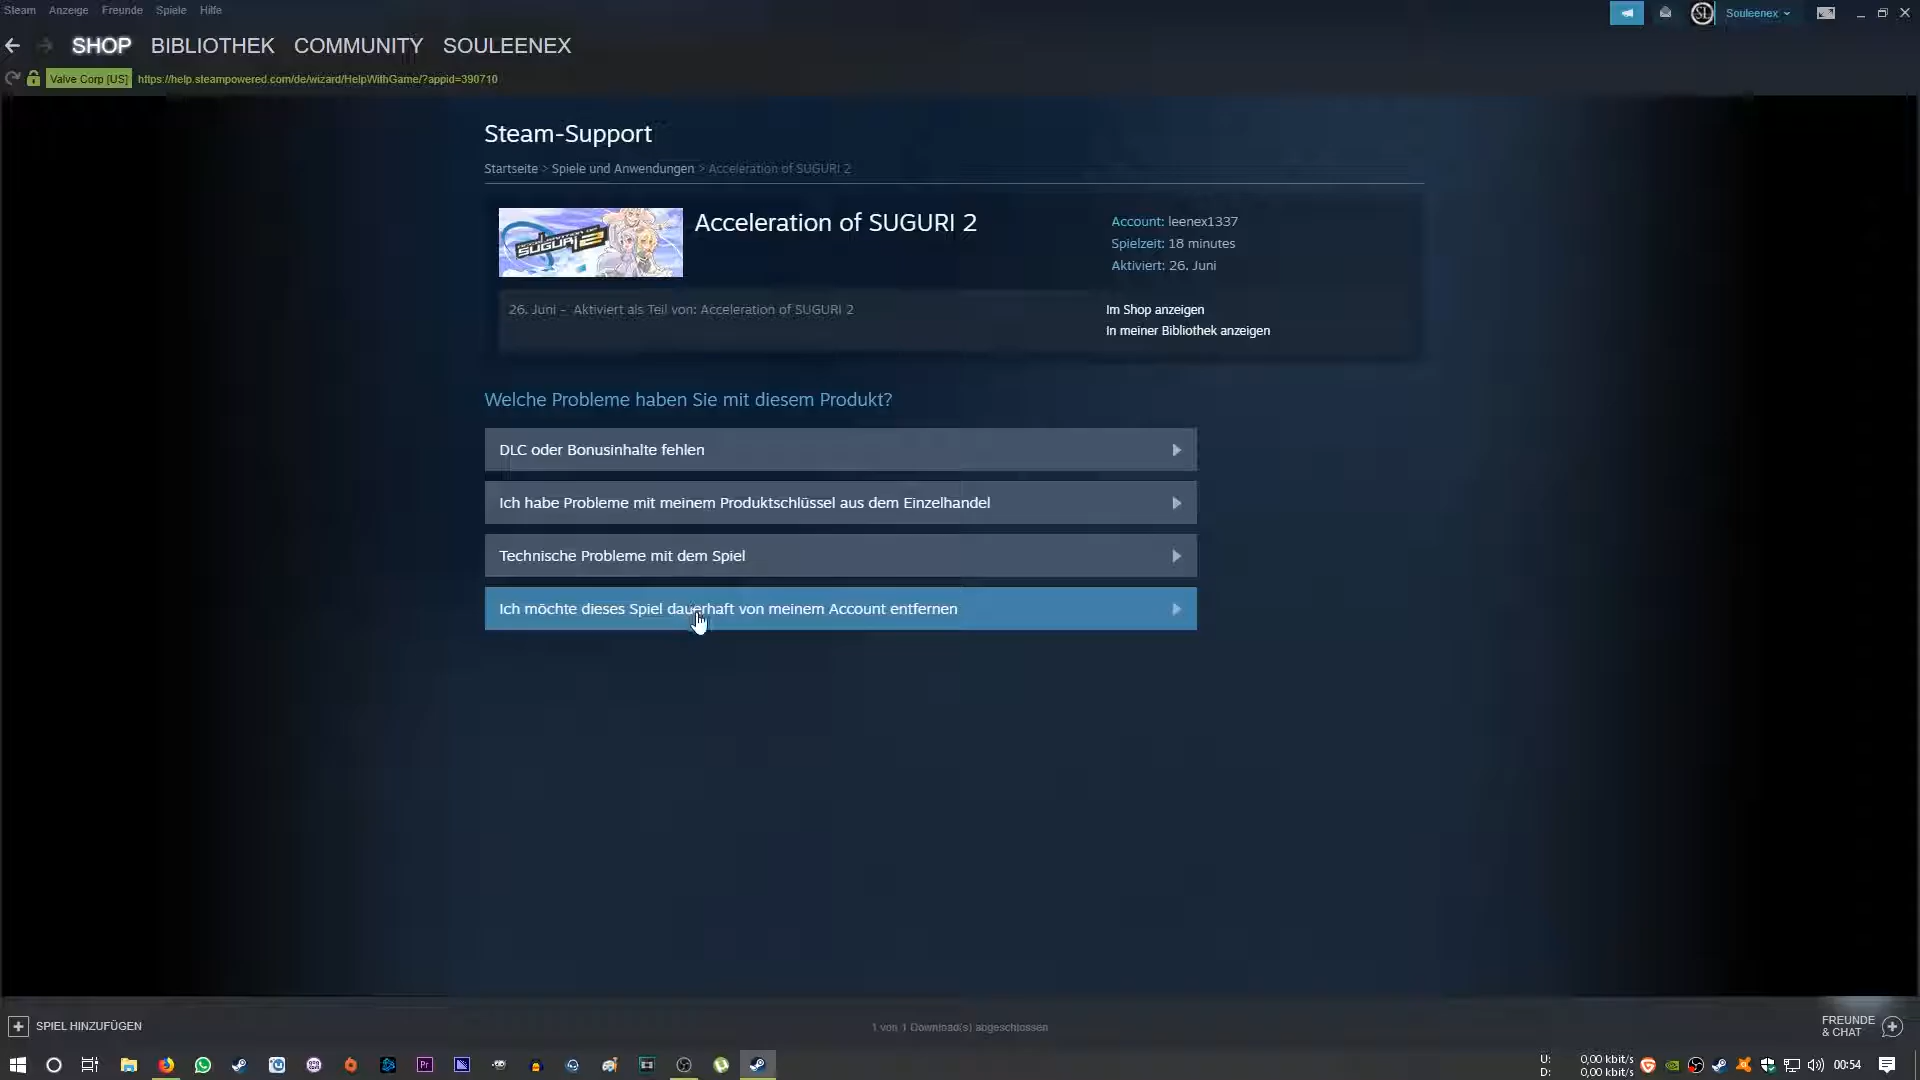 Steam Anzeige Freunde Spiele Hilfe
Souleenex
SHOP BIBLIOTHEK COMMUNITY SOULEENEX
Valve Corp [US] https://help.steampowered.com/de/wizard/HelpWithGame/?appid=390710
Steam-Support
Startseite > Spiele und Anwendungen > Acceleration of SUGURI 2
ACCELERATION OF
SUGURI 2
Acceleration of SUGURI 2
Account: leenex1337
Spielzeit: 18 minutes
Aktiviert: 26. Juni
26. Juni - Aktiviert als Teil von: Acceleration of SUGURI 2
Im Shop anzeigen
In meiner Bibliothek anzeigen
Welche Probleme haben Sie mit diesem Produkt?
DLC oder Bonusinhalte fehlen
Ich habe Probleme mit meinem Produktschlüssel aus dem Einzelhandel
Technische Probleme mit dem Spiel
Ich möchte dieses Spiel dauerhaft von meinem Account entfernen
SPIEL HINZUFÜGEN
1 von 1 Download(s) abgeschlossen
FREUNDE
& CHAT
Pr
U: 0,00 kbit/s
D: 0,00 kbit/s
00:54